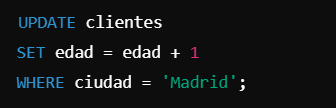 UPDATE clientes
SET edad = edad + 1
WHERE ciudad = 'Madrid';